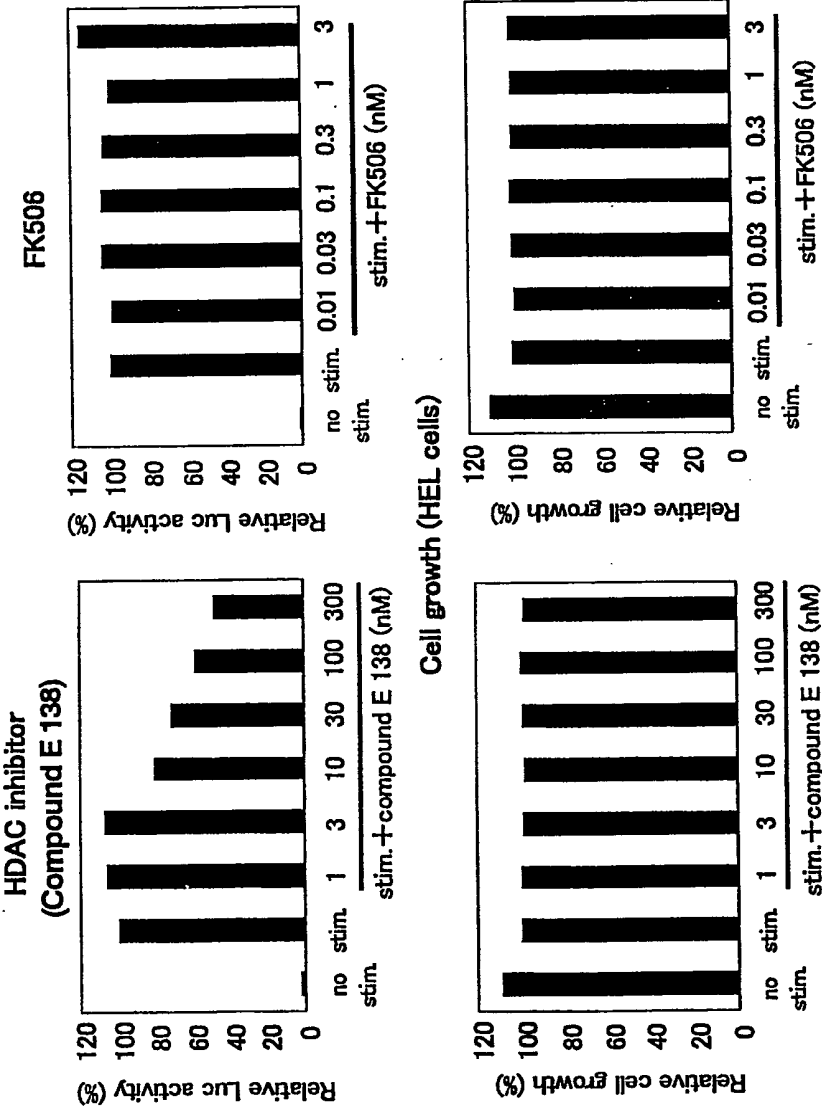 HDAC inhibitor
(Compound E 138)
Relative Luc activity (%)
120
100
80
60
40
20
0
no
stim.
stim.
1 3 10 30 100 300
stim.+compound E 138 (nM)
FK506
Relative Luc activity (%)
120
100
80
60
40
20
0
no
stim.
stim.
0.01 0.03 0.1 0.3 1 3
stim.+FK506 (nM)
Cell growth (HEL cells)
Relative cell growth (%)
120
100
80
60
40
20
0
no
stim.
stim.
1 3 10 30 100 300
stim.+compound E 138 (nM)
Relative cell growth (%)
120
100
80
60
40
20
0
no
stim.
stim.
0.01 0.03 0.1 0.3 1 3
stim.+FK506 (nM)